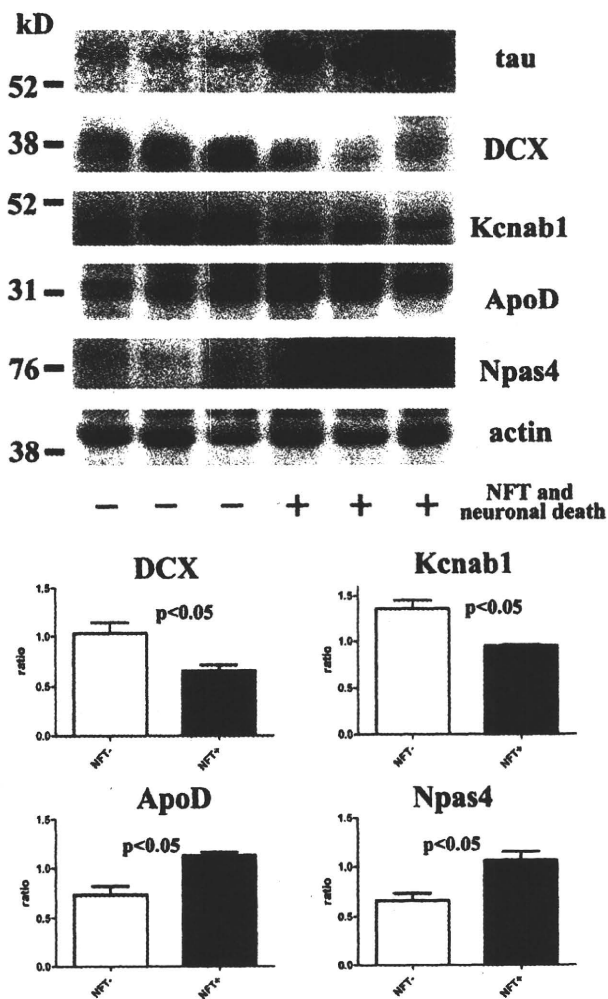 kD
tau
52
38
DCX
52
Kcnab1
31
ApoD
76
Npas4
actin
38
− − − + + +
NFT and
neuronal death
DCX
1.5
1.0
0.5
0.0
ratio
p<0.05
NFT-
NFT+
Kcnab1
1.5
1.0
0.5
0.0
ratio
p<0.05
NFT-
NFT+
ApoD
1.5
1.0
0.5
0.0
ratio
p<0.05
NFT-
NFT+
Npas4
1.5
1.0
0.5
0.0
ratio
p<0.05
NFT-
NFT+